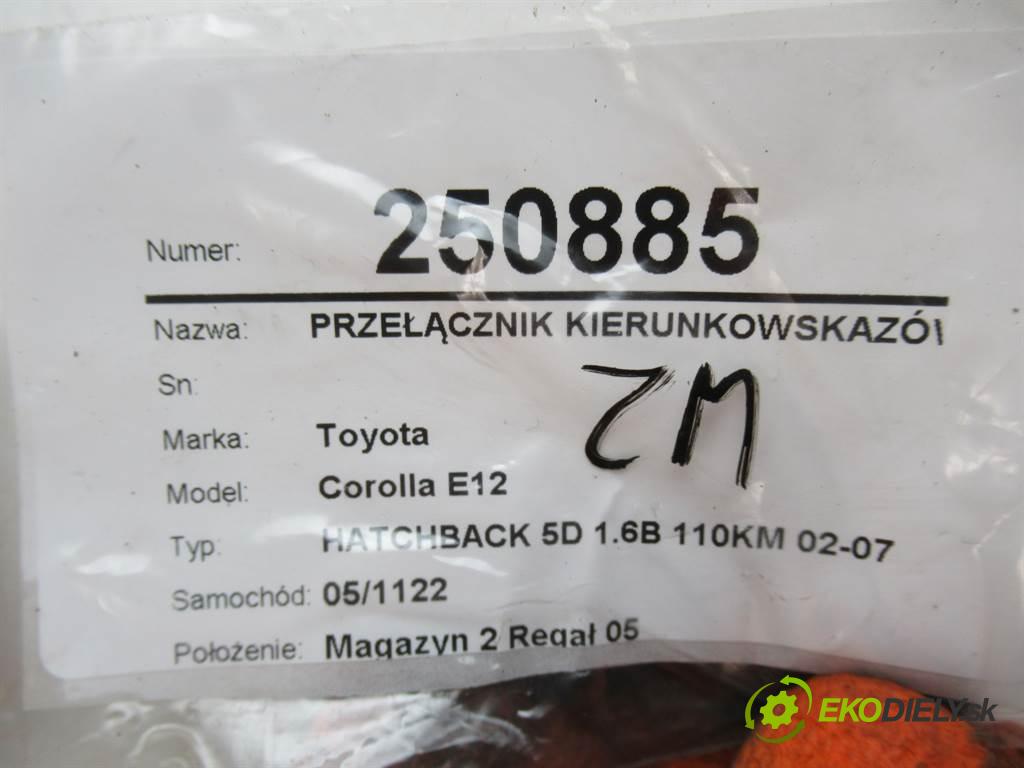 Numer: 250885
Nazwa: PRZEŁĄCZNIK KIERUNKOWSKAZÓ
Sn:
ZM
Marka: Toyota
Model: Corolla E12
Typ: HATCHBACK 5D 1.6B 110KM 02-07
Samochód: 05/1122
Położenie: Magazyn 2 Regał 05
EKODIELY.sk